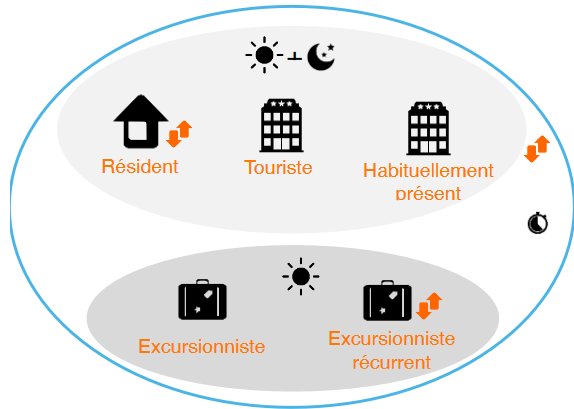 Résident
Touriste
Habituellement
présent
Excursionniste
Excursionniste
récurrent